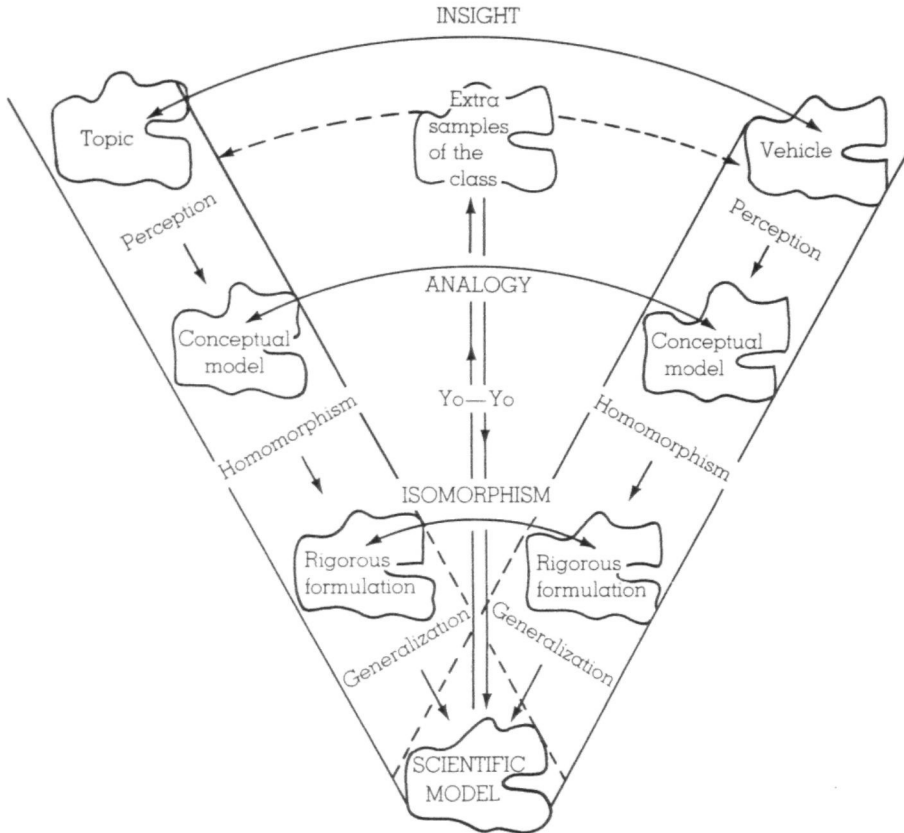 INSIGHT
Topic
Extra
samples
of the
class
Vehicle
Perception
Perception
ANALOGY
Conceptual
model
Conceptual
model
Yo—Yo
Homomorphism
Homomorphism
ISOMORPHISM
Rigorous
formulation
Rigorous
formulation
Generalization
Generalization
SCIENTIFIC
MODEL